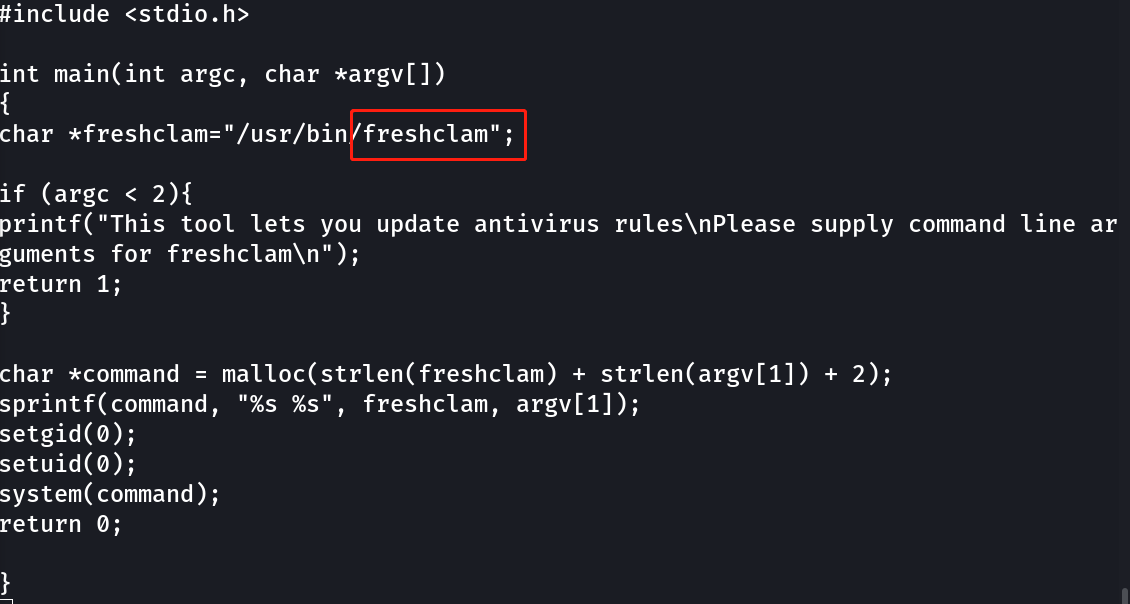 #include <stdio.h>
int main(int argc, char *argv[])
{
char *freshclam="/usr/bin/freshclam";
if (argc < 2){
printf("This tool lets you update antivirus rules\nPlease supply command line ar
guments for freshclam\n");
return 1;
}
char *command = malloc(strlen(freshclam) + strlen(argv[1]) + 2);
sprintf(command, "%s %s", freshclam, argv[1]);
setgid(0);
setuid(0);
system(command);
return 0;
}